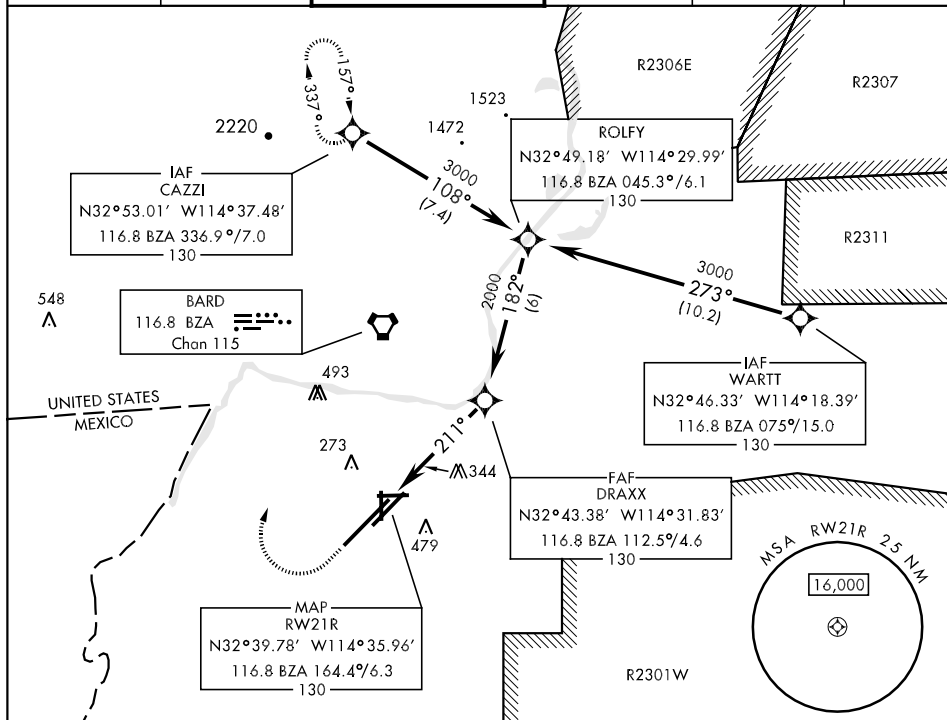 R2306E
R2307
157°
337°
1523
1472
2220
ROLFY
N32°49.18' W114°29.99'
116.8 BZA 045.3°/6.1
130
IAF
CAZZI
N32°53.01' W114°37.48'
116.8 BZA 336.9°/7.0
130
3000
108°
(7.4)
R2311
3000
273°
(10.2)
548
BARD
116.8 BZA
Chan 115
2000
182°
(6)
IAF
WARTT
N32°46.33' W114°18.39'
116.8 BZA 075°/15.0
130
493
UNITED STATES
MEXICO
211°
273
344
479
FAF
DRAXX
N32°43.38' W114°31.83'
116.8 BZA 112.5°/4.6
130
MSA RW21R 25 NM
16,000
MAP
RW21R
N32°39.78' W114°35.96'
116.8 BZA 164.4°/6.3
130
R2301W